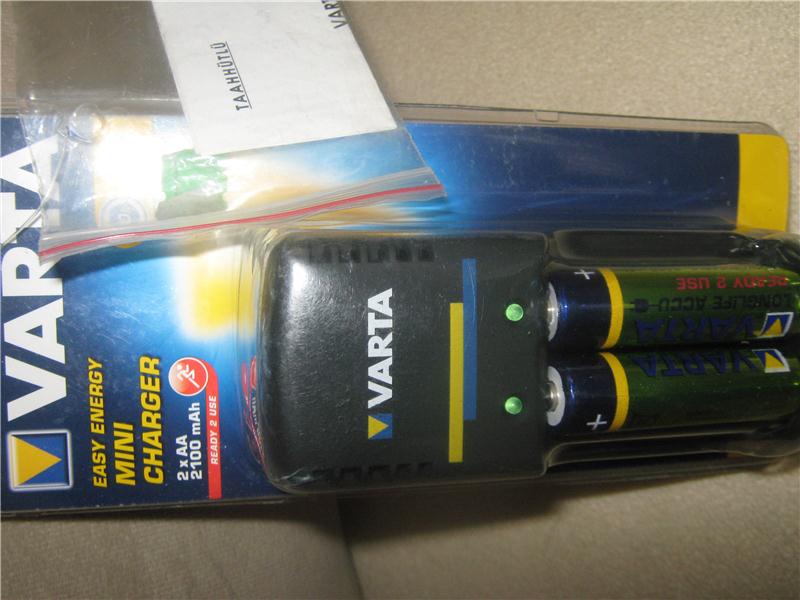 TAAHHÜTLÜ
VAR
VARTA
EASY ENERGY
MINI
CHARGER
2 x AA
2100 mAh
READY 2 USE
VARTA
+
VARTA
LONGLIFE ACCU
READY 2 USE
+
VARTA